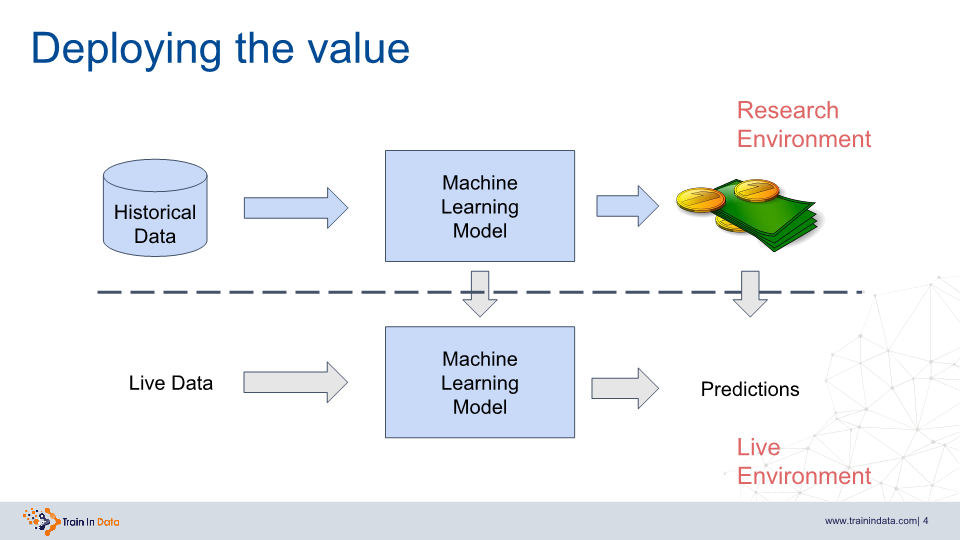 Deploying the value
Research
Environment
Historical
Data
Machine
Learning
Model
Live Data
Machine
Learning
Model
Predictions
Live
Environment
Train In Data
www.trainindata.com| 4